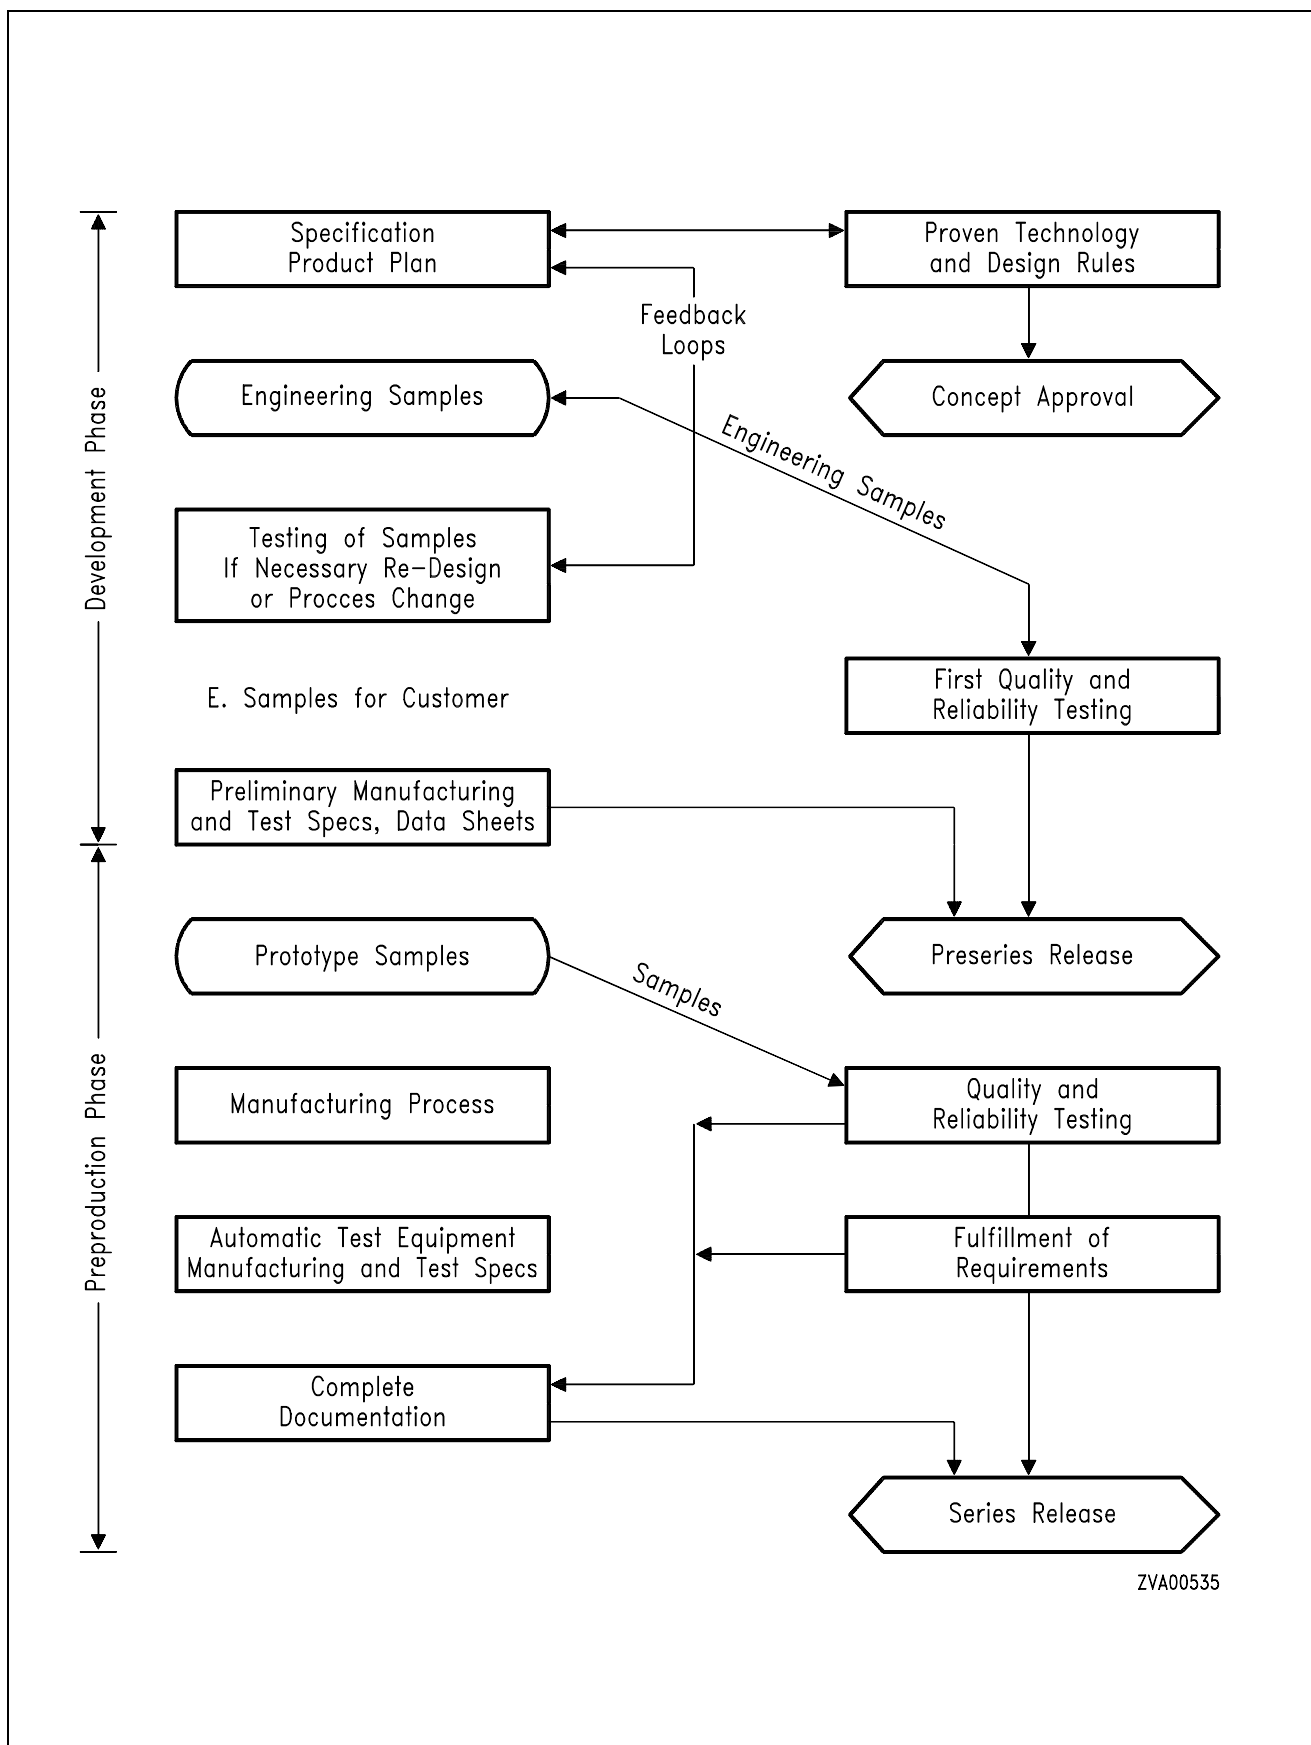 Specification
Product Plan
Proven Technology
and Design Rules
Feedback
Loops
Engineering Samples
Concept Approval
Engineering Samples
Development Phase
Testing of Samples
If Necessary Re-Design
or Procces Change
E. Samples for Customer
First Quality and
Reliability Testing
Preliminary Manufacturing
and Test Specs, Data Sheets
Prototype Samples
Samples
Preseries Release
Preproduction Phase
Manufacturing Process
Quality and
Reliability Testing
Automatic Test Equipment
Manufacturing and Test Specs
Fulfillment of
Requirements
Complete
Documentation
Series Release
ZVA00535